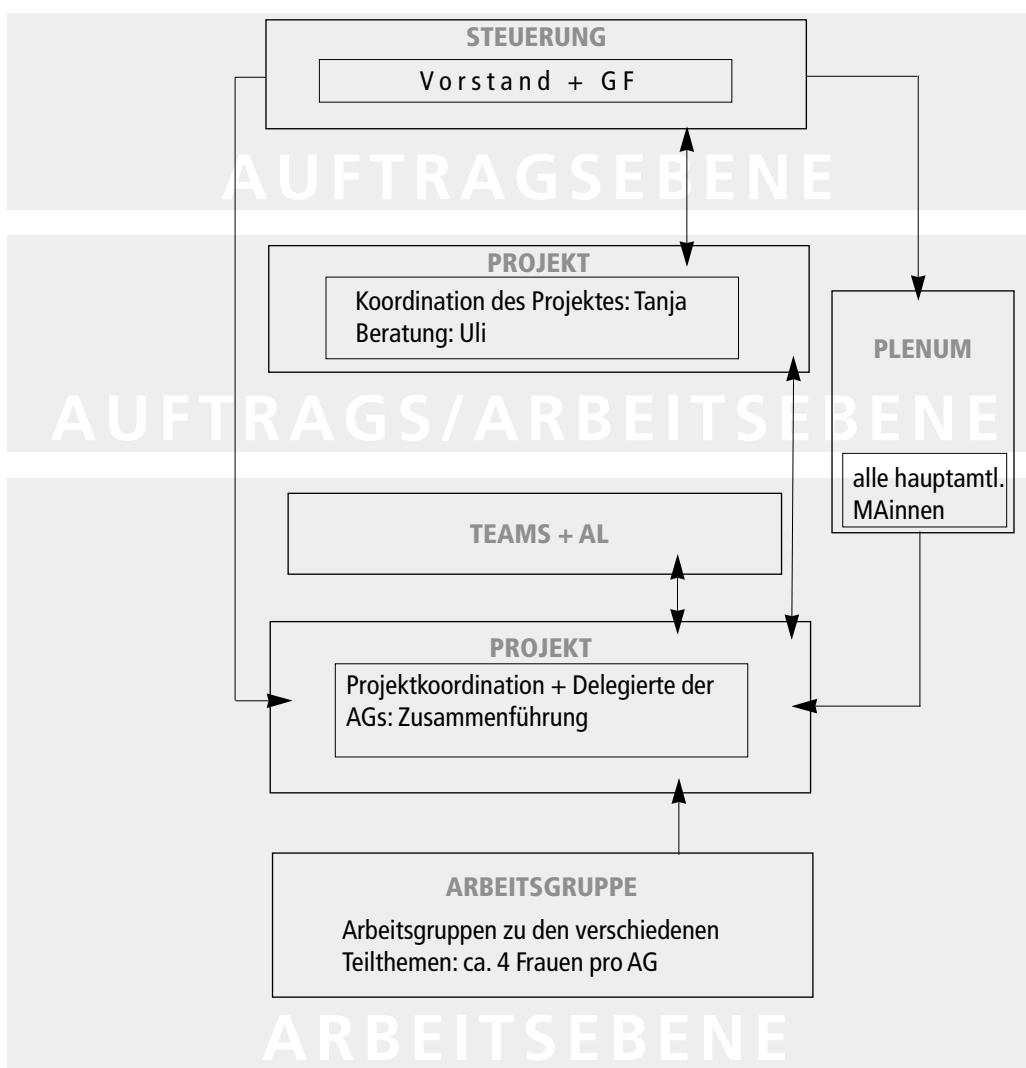 STEUERUNG
Vorstand + GF
AUFTRAGSEBENE
PROJEKT
Koordination des Projektes: Tanja
Beratung: Uli
PLENUM
AUFTRAGS/ARBEITSEBENE
alle hauptamtl.
MAinnen
TEAMS + AL
PROJEKT
Projektkoordination + Delegierte der
AGs: Zusammenführung
ARBEITSGRUPPE
Arbeitsgruppen zu den verschiedenen
Teilthemen: ca. 4 Frauen pro AG
ARBEITSEBENE